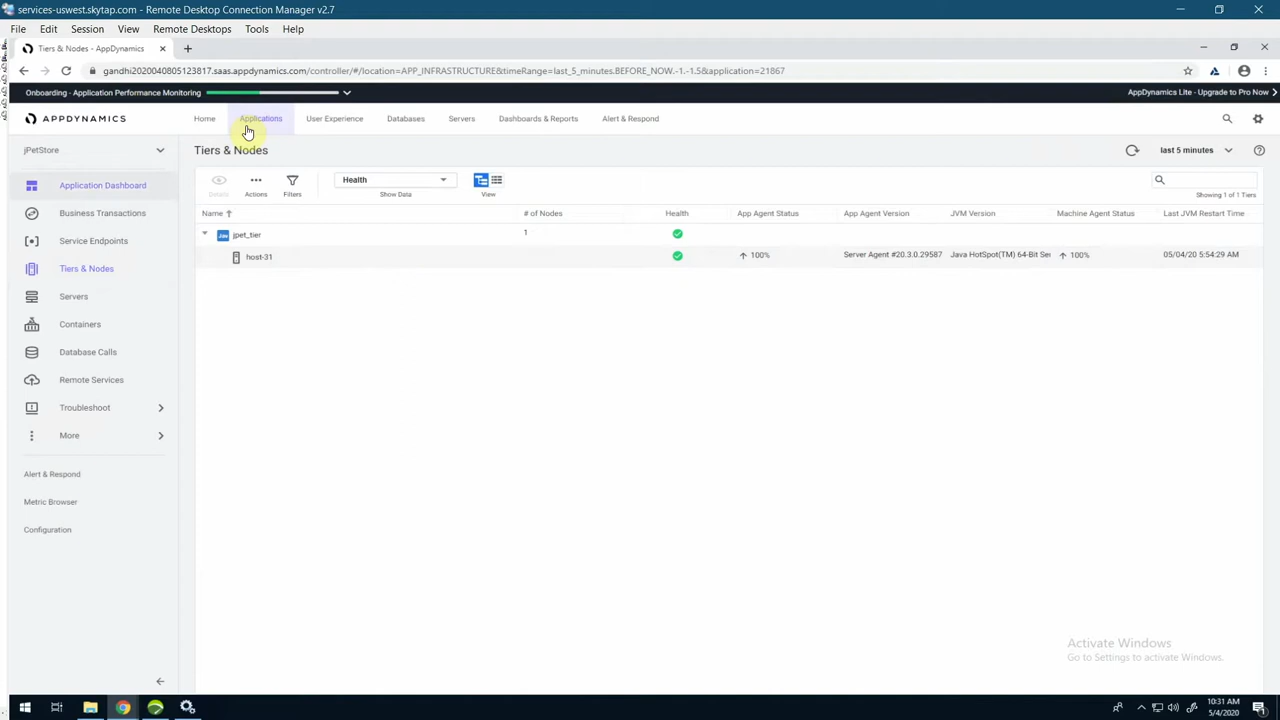 services-uswest.skytap.com - Remote Desktop Connection Manager v2.7
File Edit Session View Remote Desktops Tools Help
Tiers & Nodes - AppDynamics
gandhi2020040805123817.saas.appdynamics.com/controller/#/location=APP_INFRASTRUCTURE&timeRange=last_5_minutes.BEFORE_NOW.-1.-1.5&application=21867
Onboarding - Application Performance Monitoring
AppDynamics Lite - Upgrade to Pro Now
APPDYNAMICS
Home Applications User Experience Databases Servers Dashboards & Reports Alert & Respond
jPetStore
Tiers & Nodes
last 5 minutes
Application Dashboard
Business Transactions
Service Endpoints
Tiers & Nodes
Servers
Containers
Database Calls
Remote Services
Troubleshoot
More
Alert & Respond
Metric Browser
Configuration
Details Actions Filters
Health
Show Data
View
Showing 1 of 1 Tiers
Name # of Nodes Health App Agent Status App Agent Version JVM Version Machine Agent Status Last JVM Restart Time
jpet_tier 1
host-31 100% Server Agent #20.3.0.29587 Java HotSpot(TM) 64-Bit Ser 100% 05/04/20 5:54:29 AM
Activate Windows
Go to Settings to activate Windows.
10:31 AM
5/4/2020